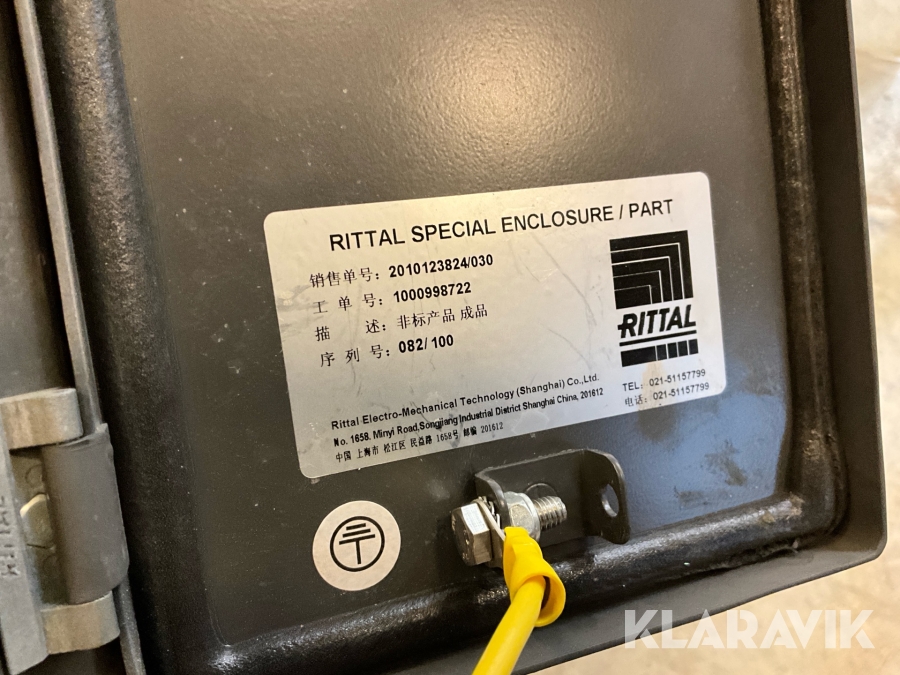 RITTAL SPECIAL ENCLOSURE / PART
销售单号: 2010123824/030
工 单 号: 1000998722
描 述: 非标产品 成品
序 列 号: 082/ 100
RITTAL
Rittal Electro-Mechanical Technology (Shanghai) Co.,Ltd.
No. 1658, Minyi Road,Songjiang Industrial District Shanghai China, 201612
中国 上海市 松江区 民益路 1658号 邮编 201612
TEL: 021-51157799
电话: 021-51157799
RITTAL
KLARAVIK